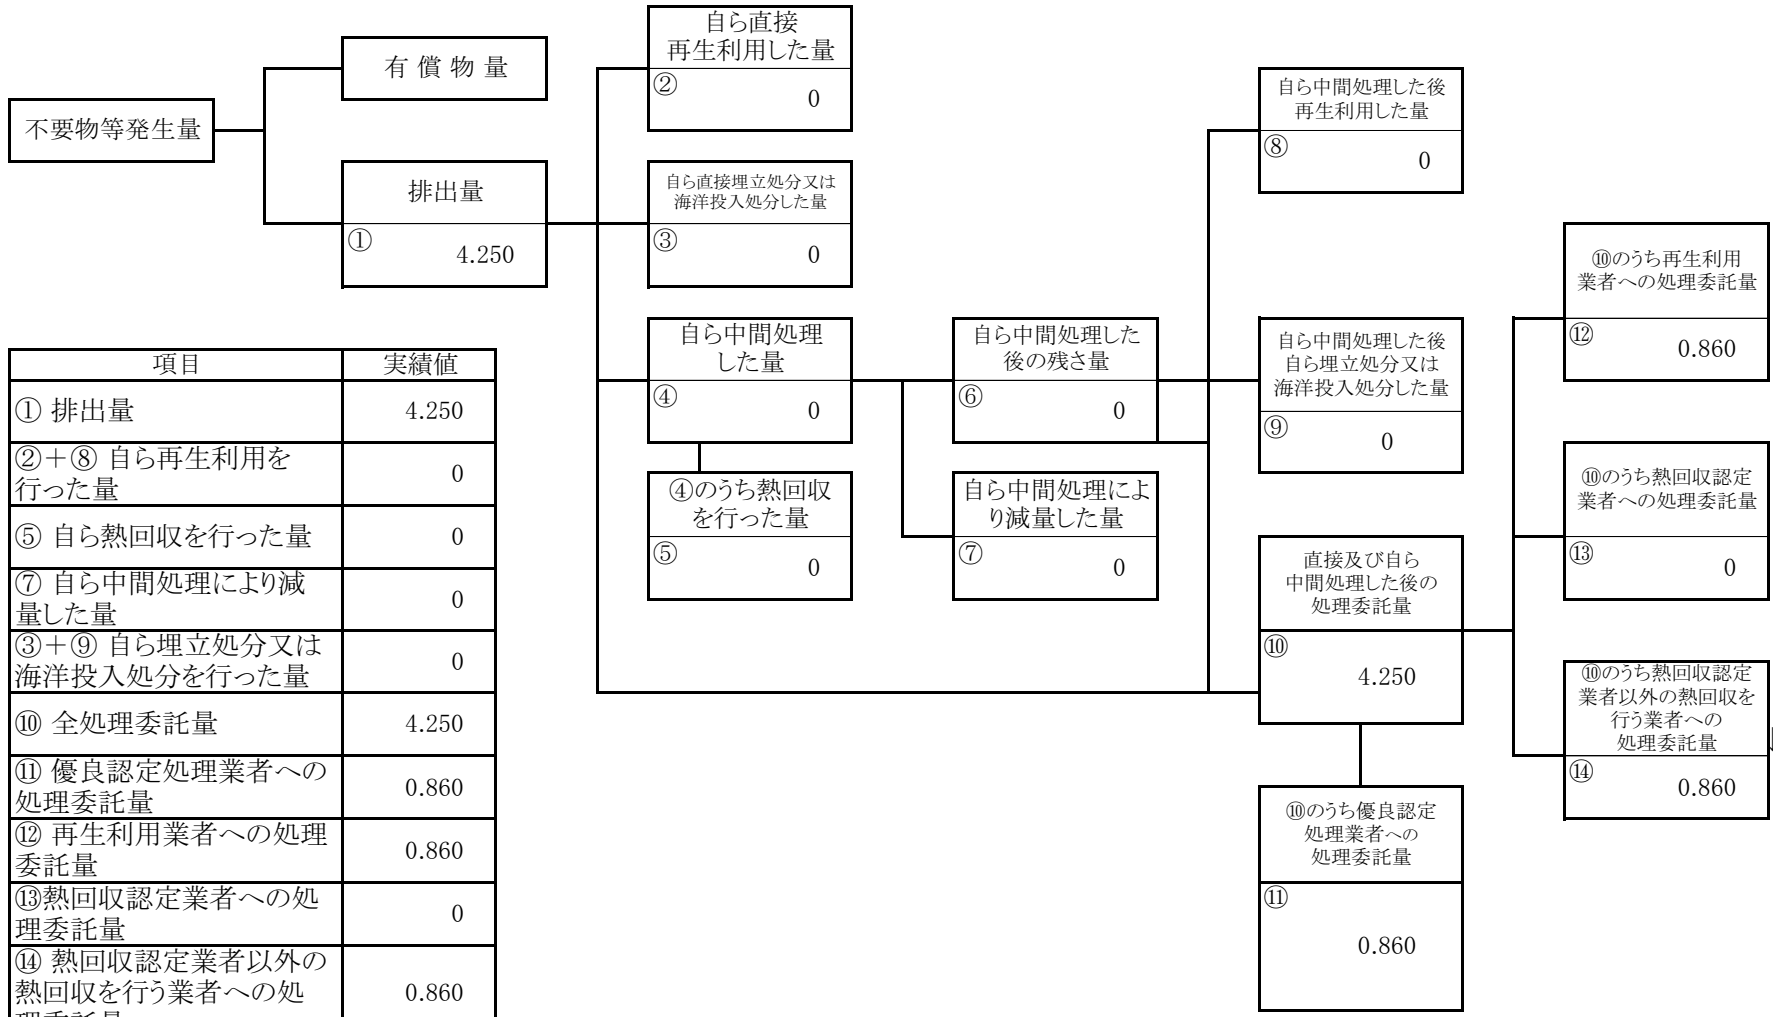 不要物等発生量
有 償 物 量
排出量
①
4.250
自ら直接
再生利用した量
②
0
自ら直接埋立処分又は
海洋投入処分した量
③
0
自ら中間処理
した量
④
0
④のうち熱回収
を行った量
⑤
0
自ら中間処理した
後の残さ量
⑥
0
自ら中間処理によ
り減量した量
⑦
0
自ら中間処理した後
再生利用した量
⑧
0
自ら中間処理した後
自ら埋立処分又は
海洋投入処分した量
⑨
0
直接及び自ら
中間処理した後の
処理委託量
⑩
4.250
⑩のうち優良認定
処理業者への
処理委託量
⑪
0.860
⑩のうち再生利用
業者への処理委託量
⑫
0.860
⑩のうち熱回収認定
業者への処理委託量
⑬
0
⑩のうち熱回収認定
業者以外の熱回収を
行う業者への
処理委託量
⑭
0.860
項目 実績値
① 排出量 4.250
②＋⑧ 自ら再生利用を
行った量 0
⑤ 自ら熱回収を行った量 0
⑦ 自ら中間処理により減
量した量 0
③＋⑨ 自ら埋立処分又は
海洋投入処分を行った量 0
⑩ 全処理委託量 4.250
⑪ 優良認定処理業者への
処理委託量 0.860
⑫ 再生利用業者への処理
委託量 0.860
⑬熱回収認定業者への処
理委託量 0
⑭ 熱回収認定業者以外の
熱回収を行う業者への処 0.860